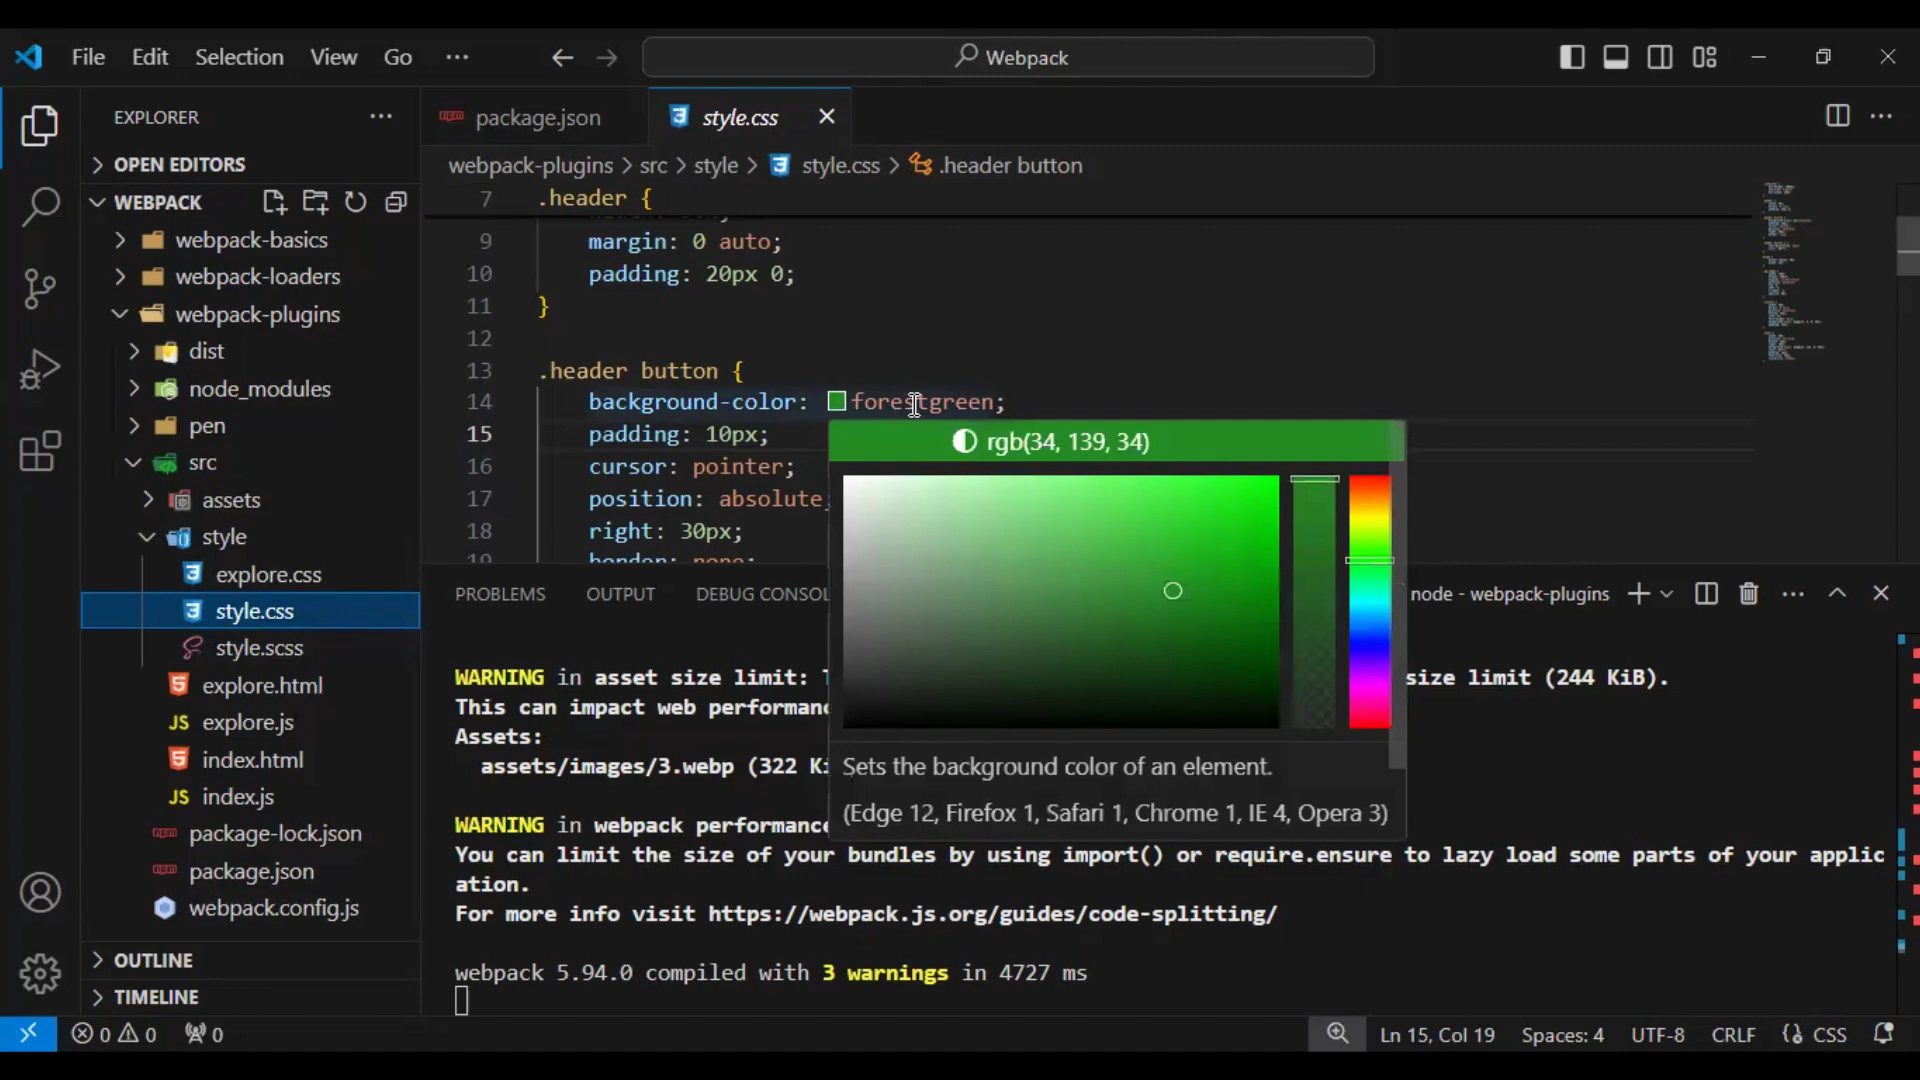 File Edit Selection View Go ···
Webpack
EXPLORER
OPEN EDITORS
WEBPACK
webpack-basics
webpack-loaders
webpack-plugins
dist
node_modules
pen
src
assets
style
explore.css
style.css
style.scss
explore.html
JS explore.js
index.html
JS index.js
package-lock.json
package.json
webpack.config.js
OUTLINE
TIMELINE
package.json
style.css
webpack-plugins > src > style > style.css > .header button
7 .header {
9 margin: 0 auto;
10 padding: 20px 0;
11 }
12
13 .header button {
14 background-color: forestgreen;
15 padding: 10px;
16 cursor: pointer;
17 position: absolute;
18 right: 30px;
19 border: none;
rgb(34, 139, 34)
Sets the background color of an element.
(Edge 12, Firefox 1, Safari 1, Chrome 1, IE 4, Opera 3)
PROBLEMS OUTPUT DEBUG CONSOL
node - webpack-plugins
WARNING in asset size limit: size limit (244 KiB).
This can impact web performan
Assets:
assets/images/3.webp (322 Ki
WARNING in webpack performance
You can limit the size of your bundles by using import() or require.ensure to lazy load some parts of your applic
ation.
For more info visit https://webpack.js.org/guides/code-splitting/
webpack 5.94.0 compiled with 3 warnings in 4727 ms
0 0 0
Ln 15, Col 19 Spaces: 4 UTF-8 CRLF {} CSS